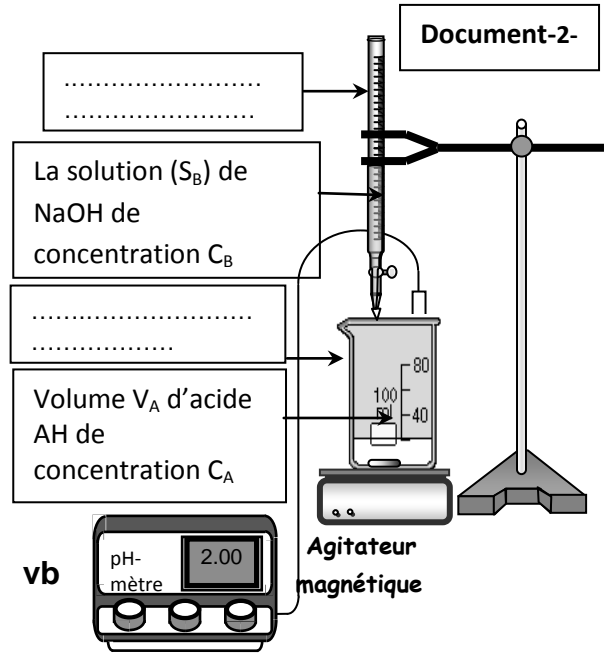 Document-2-
..........................
........................
La solution (S_B) de
NaOH de
concentration C_B
..............................
..................
Volume V_A d’acide
AH de
concentration C_A
80
100
ml
40
vb
pH-
mètre
2.00
Agitateur
magnétique